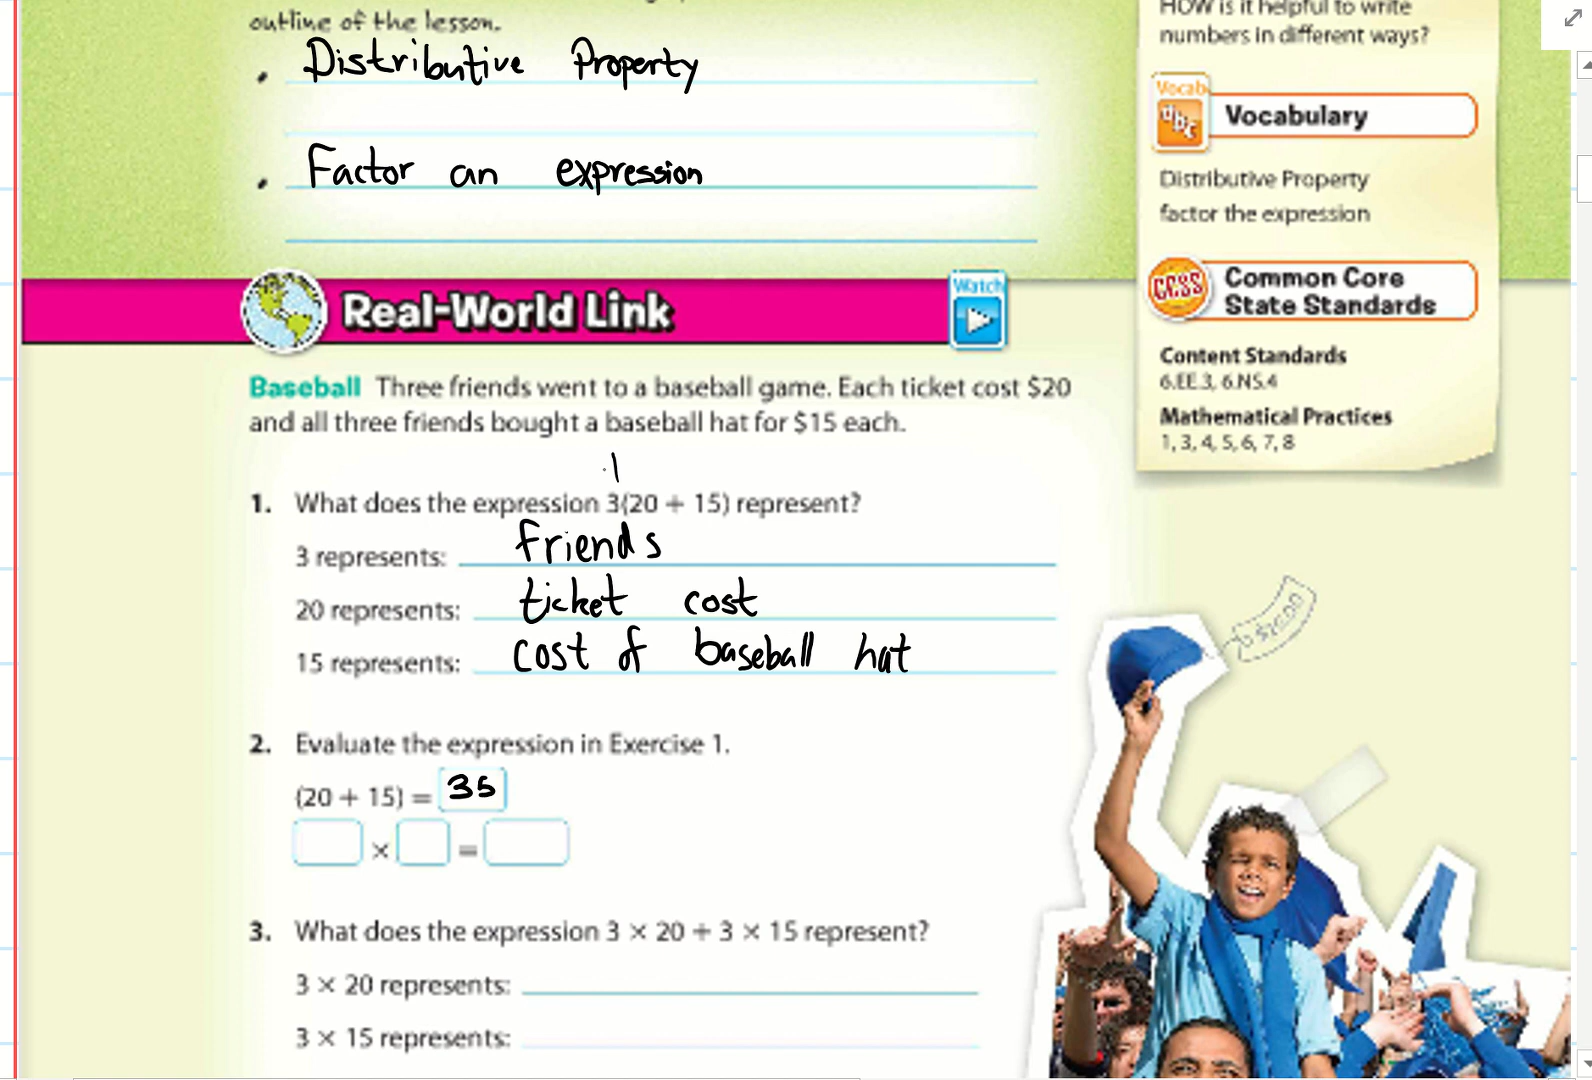 outline of the lesson.
• Distributive Property
• Factor an expression
HOW is it helpful to write
numbers in different ways?
Vocab
abc
Vocabulary
Distributive Property
factor the expression
CCSS
Common Core
State Standards
Content Standards
6.EE.3, 6.NS.4
Mathematical Practices
1, 3, 4, 5, 6, 7, 8
Real-World Link
Watch
Baseball Three friends went to a baseball game. Each ticket cost $20
and all three friends bought a baseball hat for $15 each.
1. What does the expression 3(20 + 15) represent?
3 represents: friends
20 represents: ticket cost
15 represents: cost of baseball hat
$20.00
2. Evaluate the expression in Exercise 1.
(20 + 15) = 35
× =
3. What does the expression 3 × 20 + 3 × 15 represent?
3 × 20 represents:
3 × 15 represents: